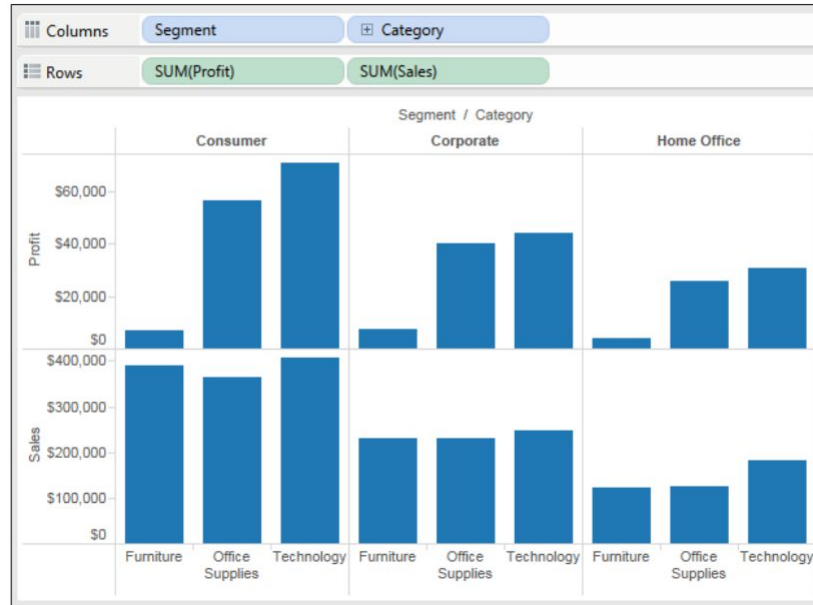 Columns Segment Category
Rows SUM(Profit) SUM(Sales)
Segment / Category
Consumer Corporate Home Office
Profit
$60,000
$40,000
$20,000
$0
Sales
$400,000
$300,000
$200,000
$100,000
$0
Furniture Office Supplies Technology Furniture Office Supplies Technology Furniture Office Supplies Technology